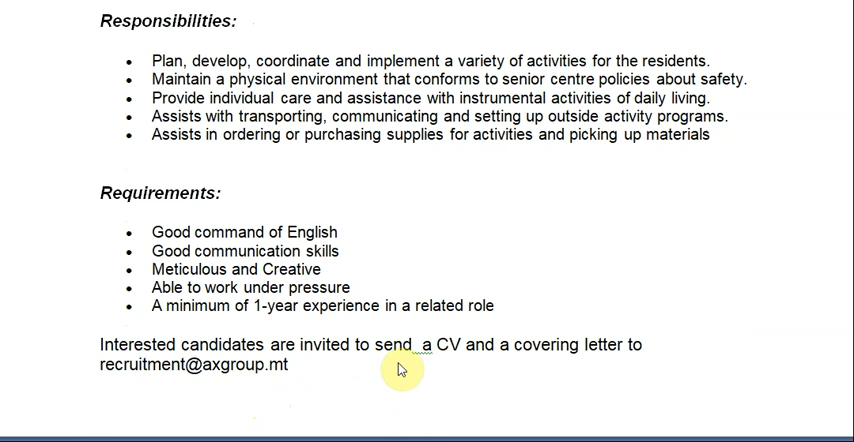 Responsibilities:
• Plan, develop, coordinate and implement a variety of activities for the residents.
• Maintain a physical environment that conforms to senior centre policies about safety.
• Provide individual care and assistance with instrumental activities of daily living.
• Assists with transporting, communicating and setting up outside activity programs.
• Assists in ordering or purchasing supplies for activities and picking up materials
Requirements:
• Good command of English
• Good communication skills
• Meticulous and Creative
• Able to work under pressure
• A minimum of 1-year experience in a related role
Interested candidates are invited to send  a CV and a covering letter to
recruitment@axgroup.mt